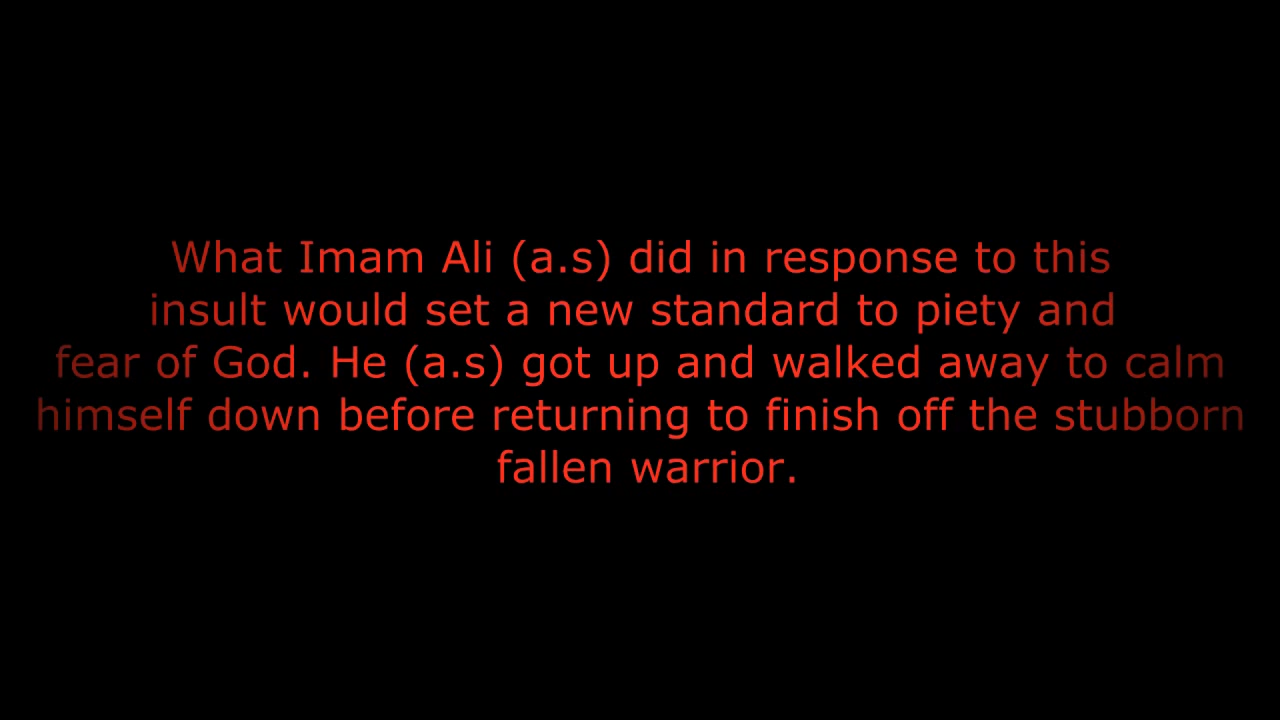 What Imam Ali (a.s) did in response to this
insult would set a new standard to piety and
fear of God. He (a.s) got up and walked away to calm
himself down before returning to finish off the stubborn
fallen warrior.